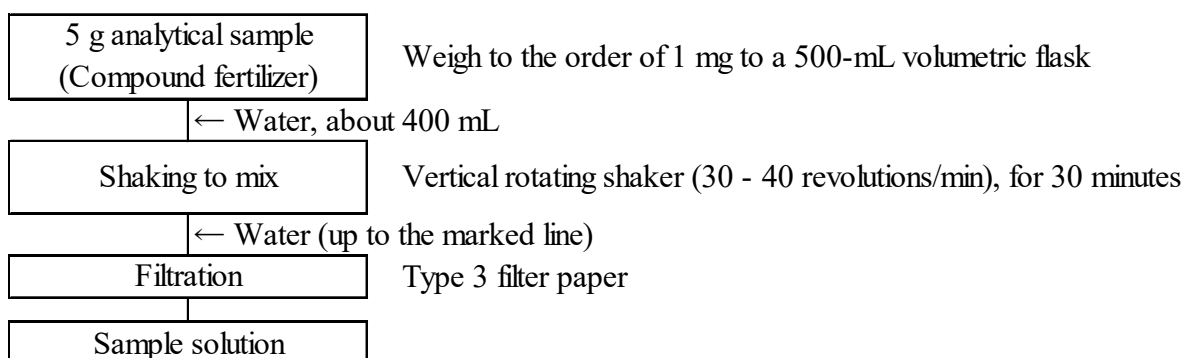 5 g analytical sample
(Compound fertilizer)
Weigh to the order of 1 mg to a 500-mL volumetric flask
← Water, about 400 mL
Shaking to mix
Vertical rotating shaker (30 - 40 revolutions/min), for 30 minutes
← Water (up to the marked line)
Filtration
Type 3 filter paper
Sample solution